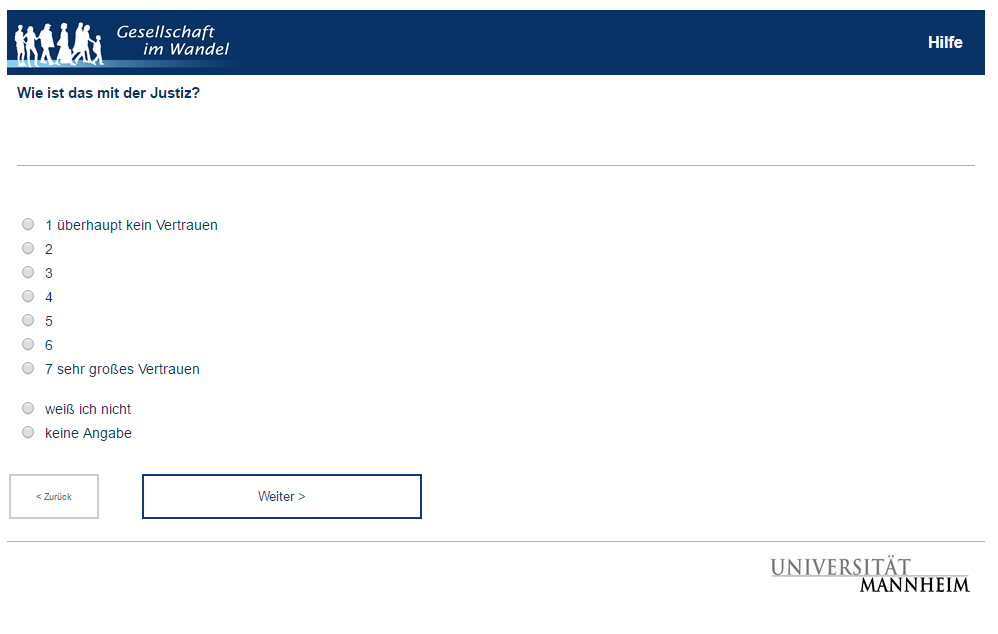 Gesellschaft
im Wandel
Hilfe
Wie ist das mit der Justiz?
1 überhaupt kein Vertrauen
2
3
4
5
6
7 sehr großes Vertrauen
weiß ich nicht
keine Angabe
< Zurück
Weiter >
UNIVERSITÄT
MANNHEIM